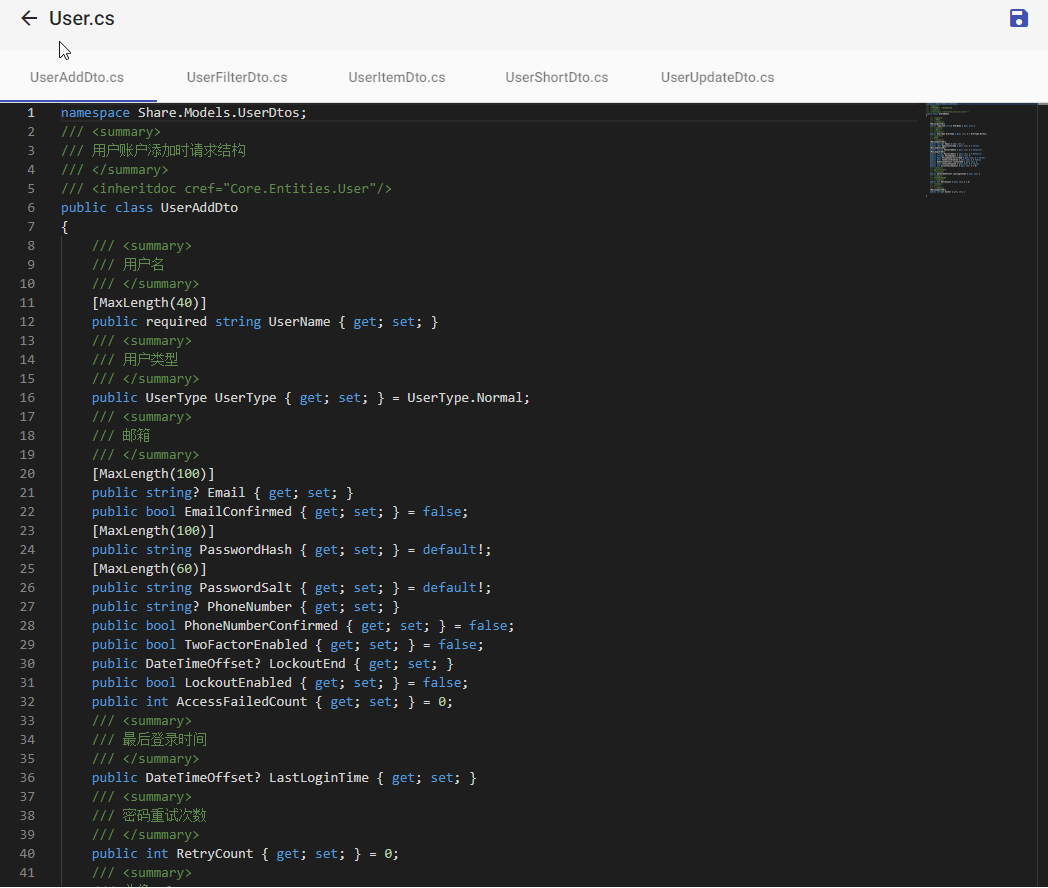 User.cs
UserAddDto.cs UserFilterDto.cs UserItemDto.cs UserShortDto.cs UserUpdateDto.cs
1 namespace Share.Models.UserDtos;
2 /// <summary>
3 /// 用户账户添加时请求结构
4 /// </summary>
5 /// <inheritdoc cref="Core.Entities.User"/>
6 public class UserAddDto
7 {
8 /// <summary>
9 /// 用户名
10 /// </summary>
11 [MaxLength(40)]
12 public required string UserName { get; set; }
13 /// <summary>
14 /// 用户类型
15 /// </summary>
16 public UserType UserType { get; set; } = UserType.Normal;
17 /// <summary>
18 /// 邮箱
19 /// </summary>
20 [MaxLength(100)]
21 public string? Email { get; set; }
22 public bool EmailConfirmed { get; set; } = false;
23 [MaxLength(100)]
24 public string PasswordHash { get; set; } = default!;
25 [MaxLength(60)]
26 public string PasswordSalt { get; set; } = default!;
27 public string? PhoneNumber { get; set; }
28 public bool PhoneNumberConfirmed { get; set; } = false;
29 public bool TwoFactorEnabled { get; set; } = false;
30 public DateTimeOffset? LockoutEnd { get; set; }
31 public bool LockoutEnabled { get; set; } = false;
32 public int AccessFailedCount { get; set; } = 0;
33 /// <summary>
34 /// 最后登录时间
35 /// </summary>
36 public DateTimeOffset? LastLoginTime { get; set; }
37 /// <summary>
38 /// 密码重试次数
39 /// </summary>
40 public int RetryCount { get; set; } = 0;
41 /// <summary>